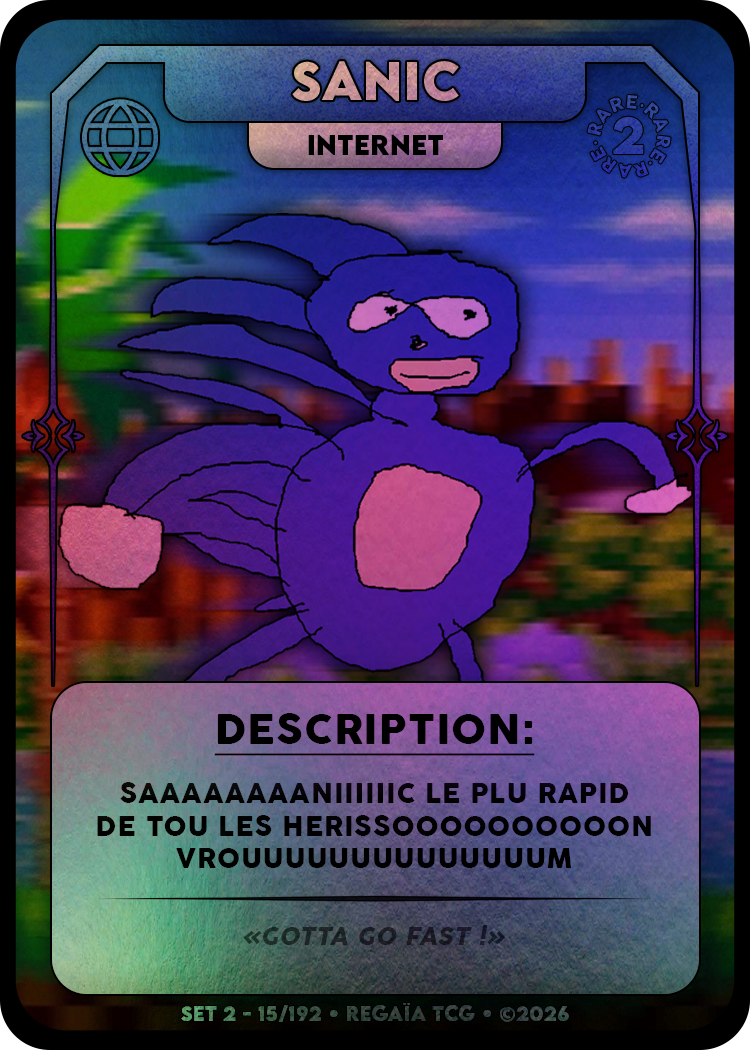 SANIC
INTERNET
RARE·RARE·RARE·
2
DESCRIPTION:
SAAAAAAAANIIIIIIC LE PLU RAPID
DE TOU LES HERISSOOOOOOOOOON
VROUUUUUUUUUUUUUUM
«GOTTA GO FAST !»
SET 2 - 15/192 • REGAÏA TCG • ©2026